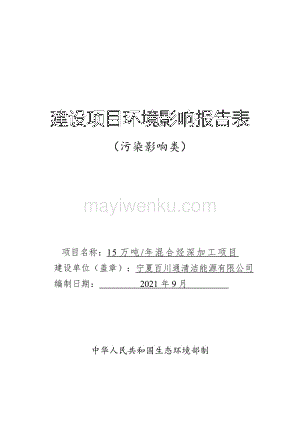 建设项目环境影响报告表
（污染影响类）
mayiwenku.com
项目名称：15 万吨/年混合烃深加工项目
建设单位（盖章）：宁夏百川通清洁能源有限公司
编制日期： 2021 年 9 月
中华人民共和国生态环境部制